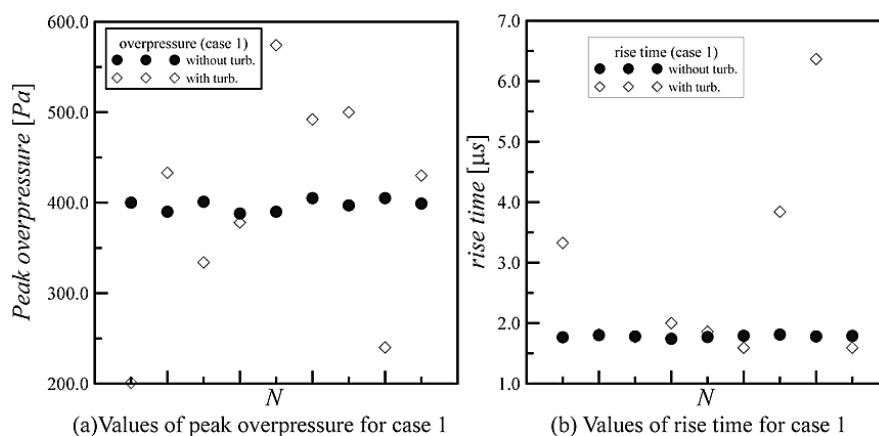 600.0
500.0
400.0
300.0
200.0
Peak overpressure [Pa]
overpressure (case 1)
without turb.
with turb.
N
(a)Values of peak overpressure for case 1
7.0
6.0
5.0
4.0
3.0
2.0
1.0
rise time [μs]
rise time (case 1)
without turb.
with turb.
N
(b) Values of rise time for case 1